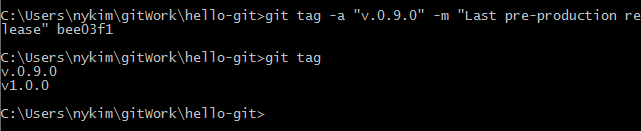 C:\Users\nykim\gitWork\hello-git>git tag -a "v.0.9.0" -m "Last pre-production re
lease" bee03f1
C:\Users\nykim\gitWork\hello-git>git tag
v.0.9.0
v1.0.0
C:\Users\nykim\gitWork\hello-git>